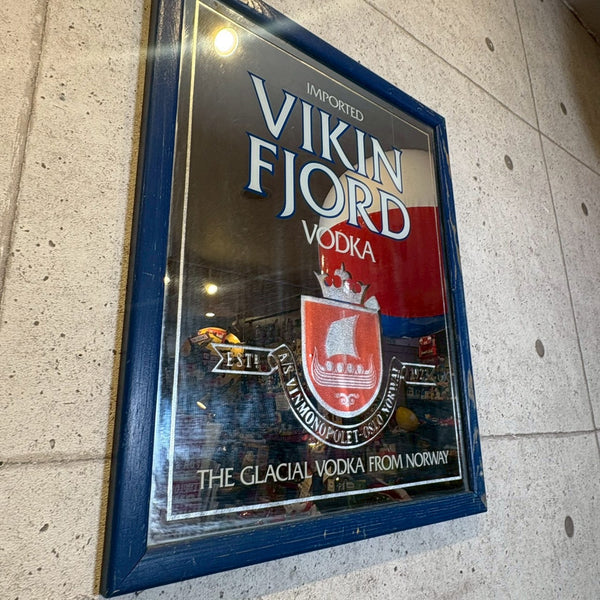 IMPORTED
VIKIN
FJORD
VODKA
ESTD
A/S VINMONOPOLET-OSLO NORWAY
THE GLACIAL VODKA FROM NORWAY